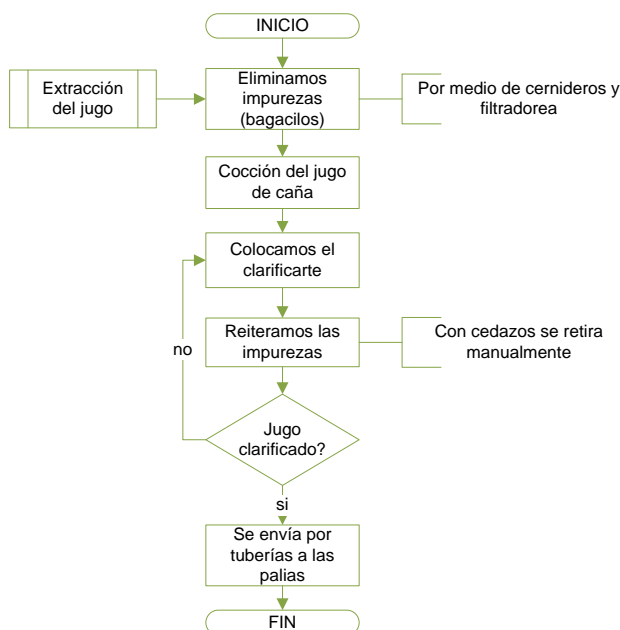 INICIO
Extracción
del jugo
Eliminamos
impurezas
(bagacilos)
Por medio de cernideros y
filtradorea
Cocción del jugo
de caña
Colocamos el
clarificarte
Reiteramos las
impurezas
Con cedazos se retira
manualmente
no
Jugo
clarificado?
si
Se envía por
tuberías a las
palias
FIN